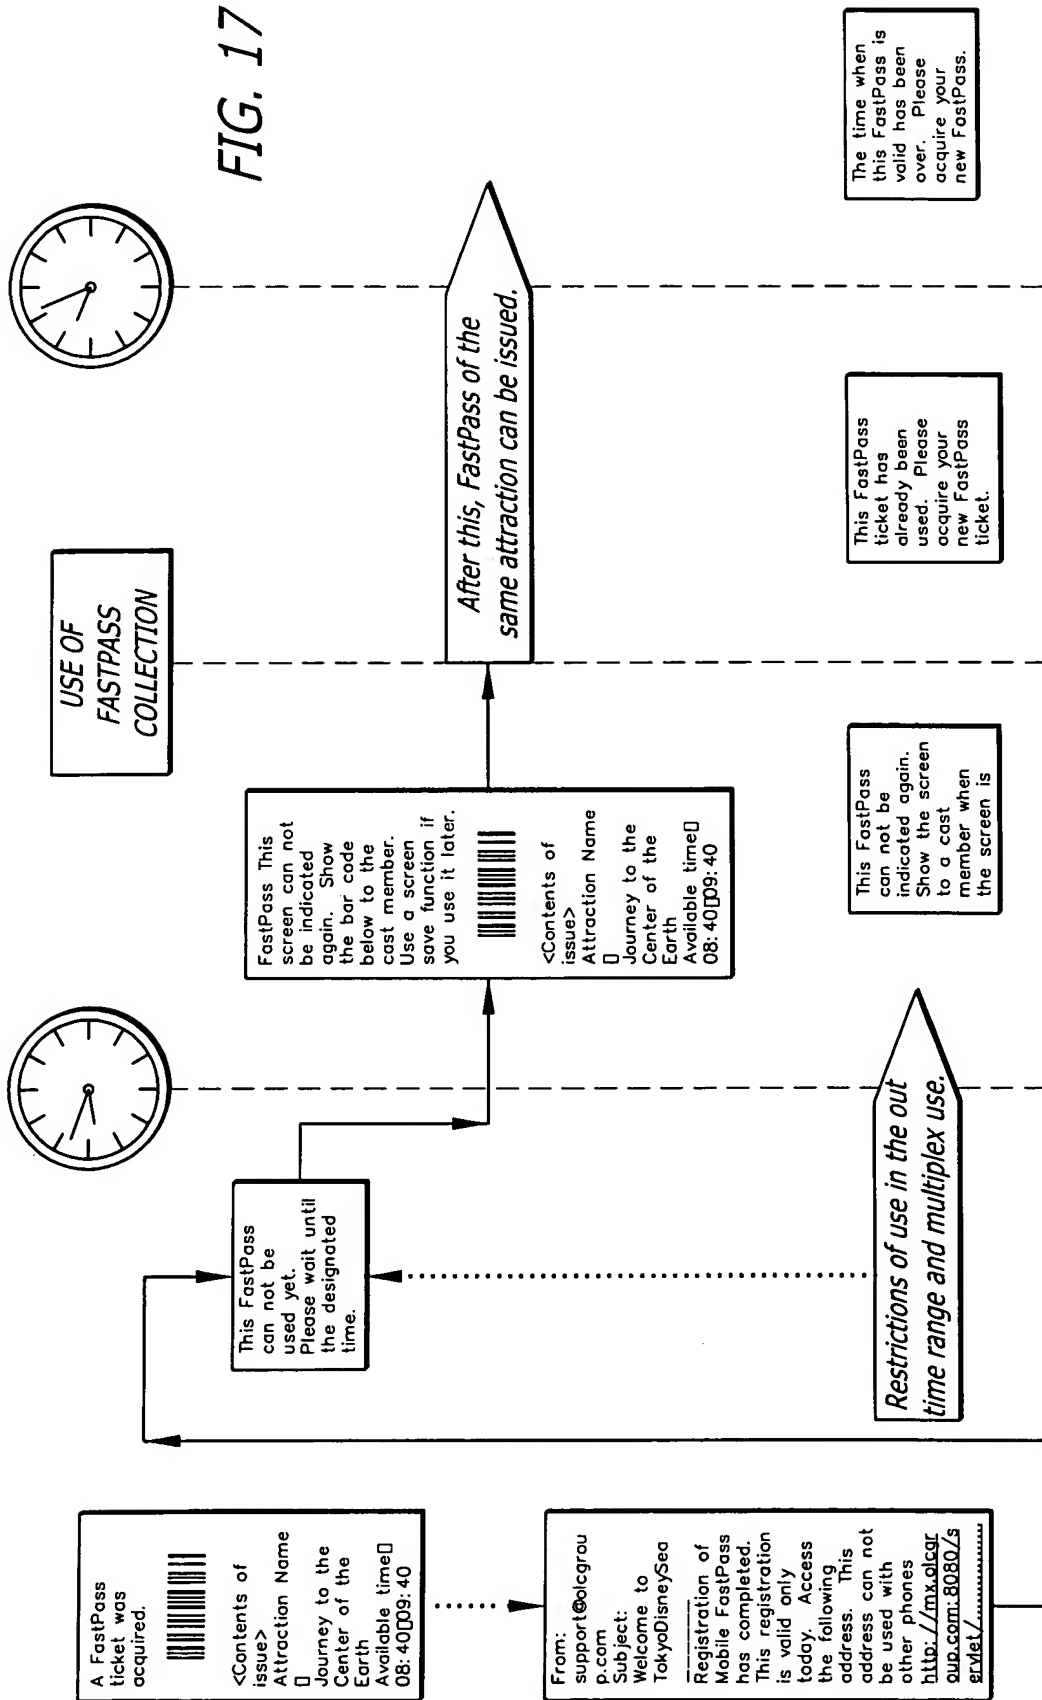 FIG. 17
A FastPass
ticket was
acquired.
<Contents of
issue>
Attraction Name
▯
Journey to the
Center of the
Earth
Available time▯
08:40▯09:40
From:
support@olcgrou
p.com
Subject:
Welcome to
TokyoDisneySea
Registration of
Mobile FastPass
has completed.
This registration
is valid only
today. Access
the following
address. This
address can not
be used with
other phones
http://mx.olcgr
oup.com:8080/s
ervlet/..................
This FastPass
can not be
used yet.
Please wait until
the designated
time.
Restrictions of use in the out
time range and multiplex use.
FastPass This
screen can not
be indicated
again. Show
the bar code
below to the
cast member.
Use a screen
save function if
you use it later.
<Contents of
issue>
Attraction Name
▯
Journey to the
Center of the
Earth
Available time▯
08:40▯09:40
This FastPass
can not be
indicated again.
Show the screen
to a cast
member when
the screen is
USE OF
FASTPASS
COLLECTION
After this, FastPass of the
same attraction can be issued.
This FastPass
ticket has
already been
used. Please
acquire your
new FastPass
ticket.
The time when
this FastPass is
valid has been
over. Please
acquire your
new FastPass.